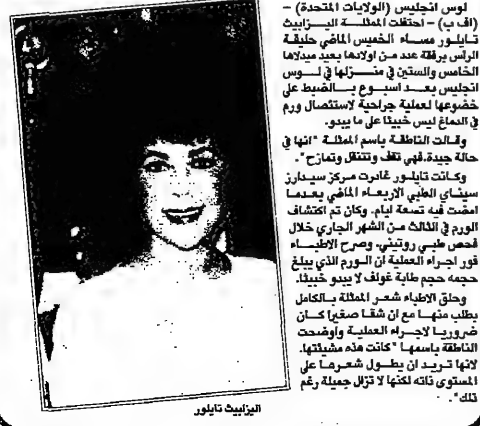 لوس انجليس (الولايات المتحدة) –
(اف ب) – احتفلت الممثلة اليزابيث
تايلور مساء الخميس الماضي حليقة
الرأس برفقة عدد من اولادها بعيد ميلادها
الخامس والستين في منزلها في لوس
انجليس بعد اسبوع بالضبط على
خضوعها لعملية جراحية لاستئصال ورم
في الدماغ ليس خبيثا على ما يبدو.
وقالت الناطقة باسم الممثلة "انها في
حالة جيدة.فهي تقف وتتنقل وتمازح".
وكانت تايلور غادرت مركز سيدارز
سيناي الطبي الاربعاء الماضي بعدما
امضت فيه تسعة ايام. وكان تم اكتشاف
الورم في الثالث من الشهر الجاري خلال
فحص طبي روتيني. وصرح الاطباء
فور اجراء العملية ان الورم الذي يبلغ
حجمه حجم طابة غولف لا يبدو خبيثا.
وحلق الاطباء شعر الممثلة بالكامل
بطلب منها مع ان شقا صغيرا كان
ضروريا لاجراء العملية واوضحت
الناطقة باسمها "كانت هذه مشيئتها.
لانها تريد ان يطول شعرها على
المستوى ذاته لكنها لا تزال جميلة رغم
ذلك".
اليزابيث تايلور